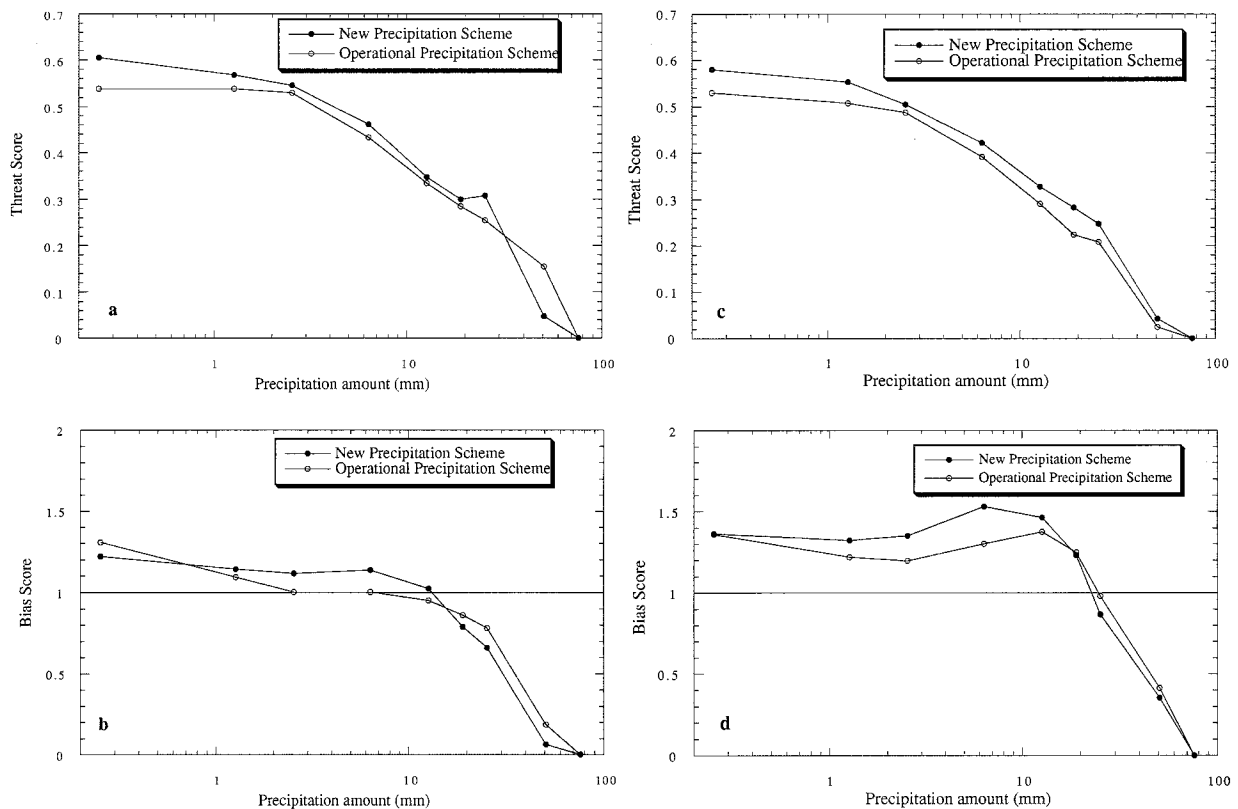 0.7
0.6
0.5
0.4
0.3
0.2
0.1
0
Threat Score
New Precipitation Scheme
Operational Precipitation Scheme
a
1 10 100
Precipitation amount (mm)
0.7
0.6
0.5
0.4
0.3
0.2
0.1
0
Threat Score
New Precipitation Scheme
Operational Precipitation Scheme
c
1 10 100
Precipitation amount (mm)
2
1.5
1
0.5
0
Bias Score
New Precipitation Scheme
Operational Precipitation Scheme
b
1 10 100
Precipitation amount (mm)
2
1.5
1
0.5
0
Bias Score
New Precipitation Scheme
Operational Precipitation Scheme
d
1 10 100
Precipitation amount (mm)